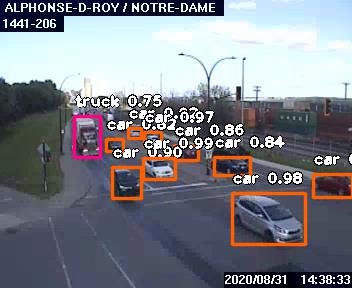 ALPHONSE-D-ROY / NOTRE-DAME
1441-206
truck 0.75
car 0.97
car 0.86
car 0.99
car 0.84
car 0.90
car 0.98
2020/08/31 14:38:33